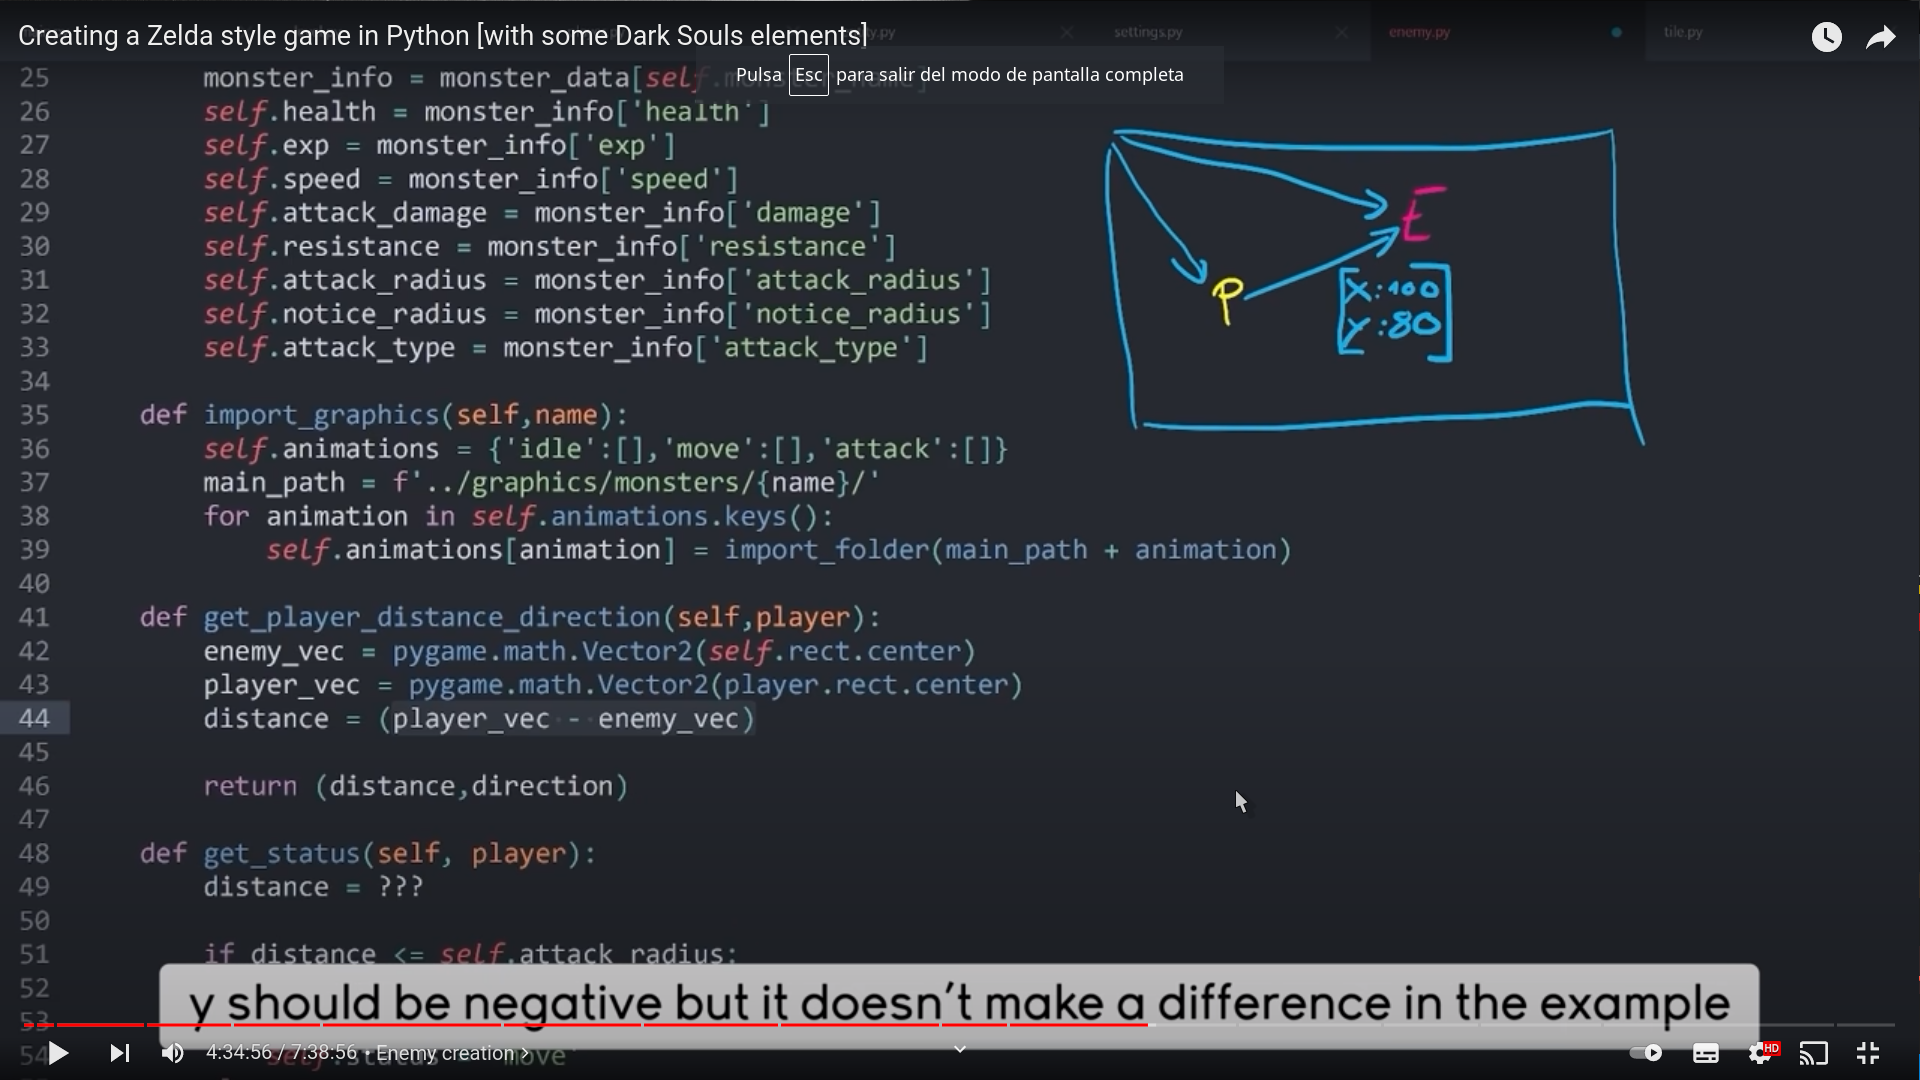 Creating a Zelda style game in Python [with some Dark Souls elements]
settings.py
enemy.py
tile.py
Pulsa Esc para salir del modo de pantalla completa
25 monster_info = monster_data[self.monster_name]
26 self.health = monster_info['health']
27 self.exp = monster_info['exp']
28 self.speed = monster_info['speed']
29 self.attack_damage = monster_info['damage']
30 self.resistance = monster_info['resistance']
31 self.attack_radius = monster_info['attack_radius']
32 self.notice_radius = monster_info['notice_radius']
33 self.attack_type = monster_info['attack_type']
34
35 def import_graphics(self,name):
36 self.animations = {'idle':[],'move':[],'attack':[]}
37 main_path = f'../graphics/monsters/{name}/'
38 for animation in self.animations.keys():
39 self.animations[animation] = import_folder(main_path + animation)
40
41 def get_player_distance_direction(self,player):
42 enemy_vec = pygame.math.Vector2(self.rect.center)
43 player_vec = pygame.math.Vector2(player.rect.center)
44 distance = (player_vec - enemy_vec)
45
46 return (distance,direction)
47
48 def get_status(self, player):
49 distance = ???
50
51 if distance <= self.attack_radius:
52
53
54
E
P
X:100
Y:80
y should be negative but it doesn't make a difference in the example
4:34:56 / 7:38:56 • Enemy creation >
HD